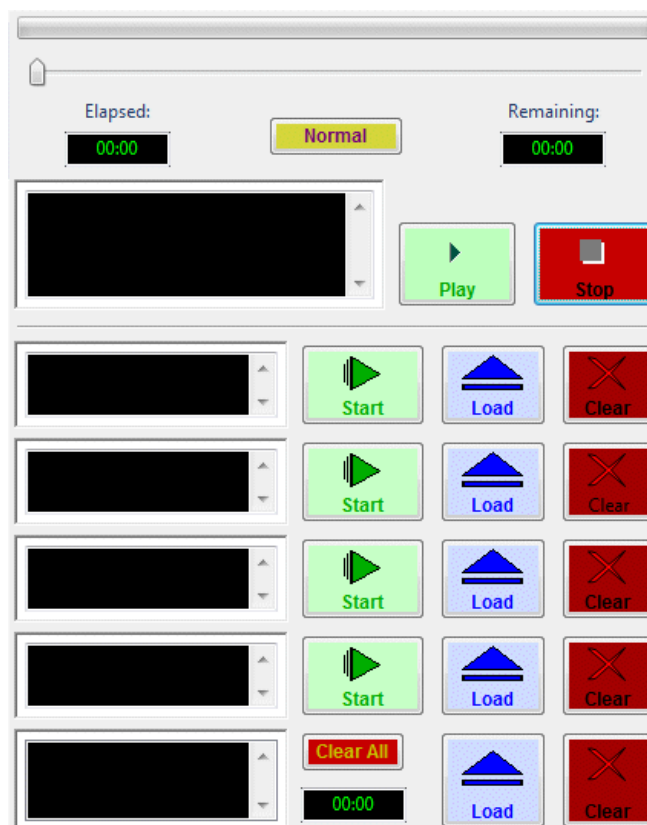 Elapsed:
Remaining:
00:00
Normal
00:00
Play
Stop
Start
Load
Clear
Start
Load
Clear
Start
Load
Clear
Start
Load
Clear
Clear All
00:00
Load
Clear